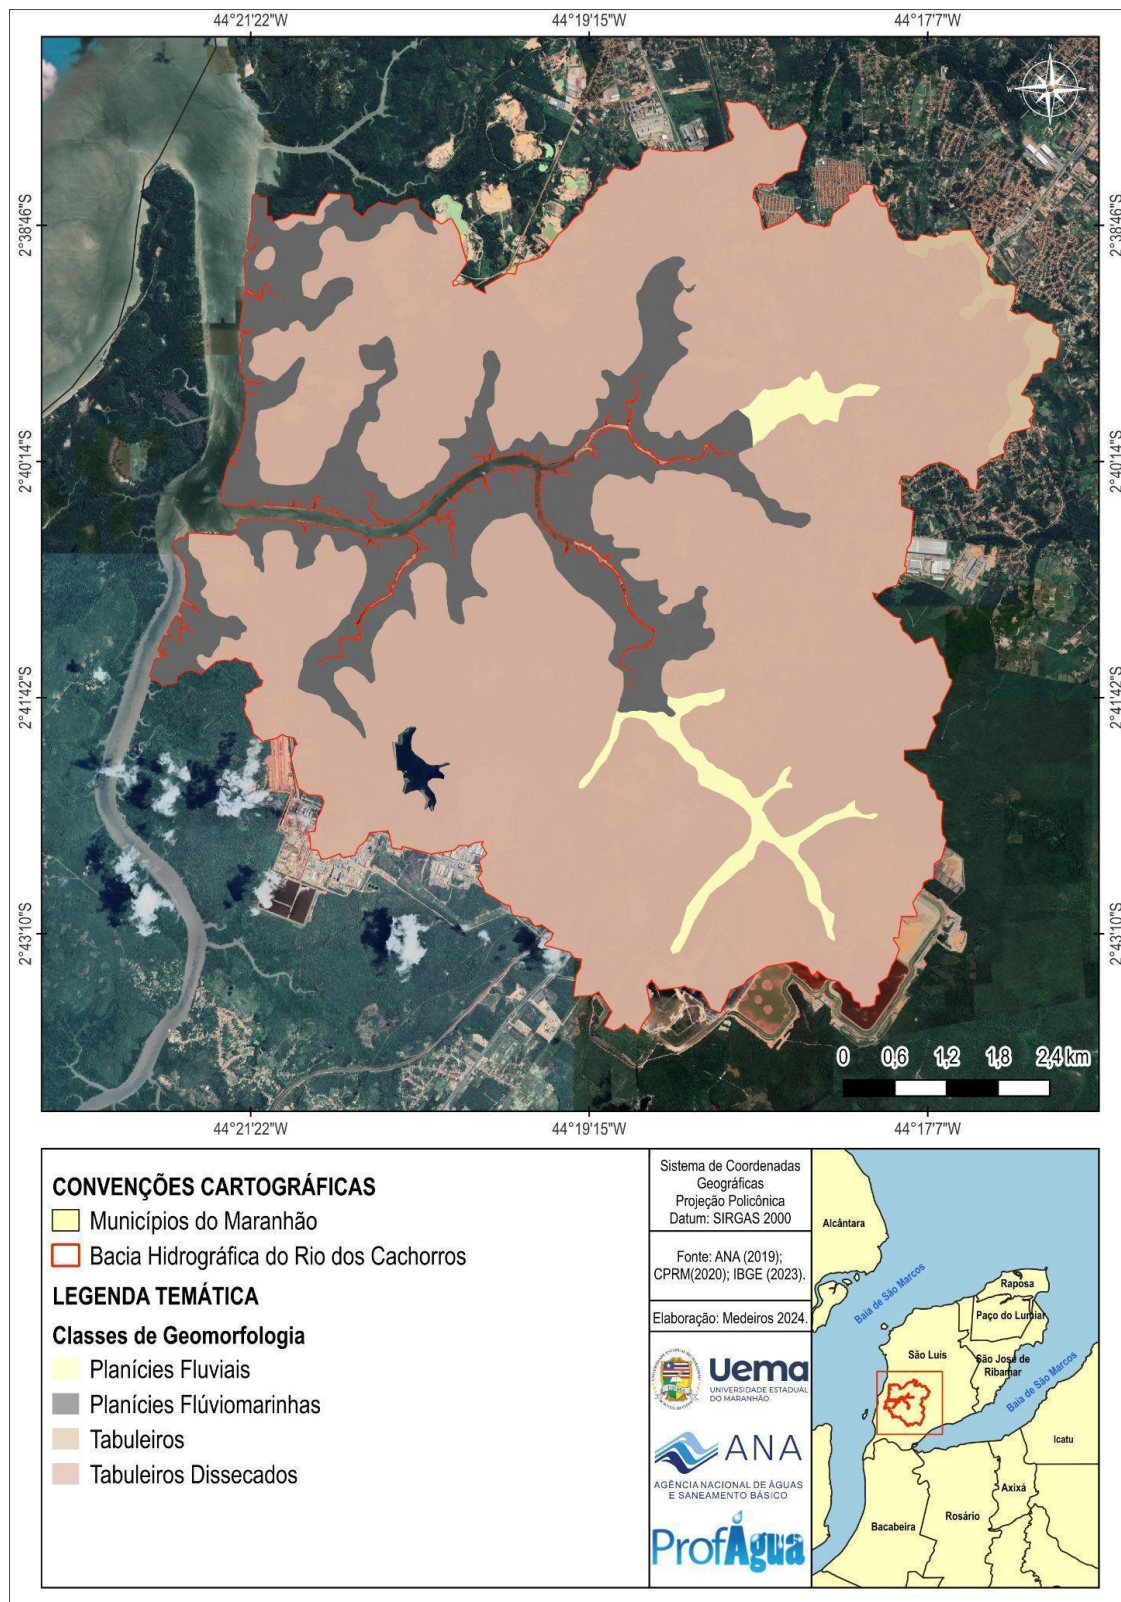 44°21'22"W
44°19'15"W
44°17'7"W
W
2°38'46"S
2°38'46"S
2°40'14"S
2°40'14"S
2°41'42"S
2°41'42"S
2°43'10"S
2°43'10"S
0 0,6 1,2 1,8 2,4 km
44°21'22"W
44°19'15"W
44°17'7"W
CONVENÇÕES CARTOGRÁFICAS
Municípios do Maranhão
Bacia Hidrográfica do Rio dos Cachorros
LEGENDA TEMÁTICA
Classes de Geomorfologia
Planícies Fluviais
Planícies Flúviomarinhas
Tabuleiros
Tabuleiros Dissecados
Sistema de Coordenadas
Geográficas
Projeção Policônica
Datum: SIRGAS 2000
Fonte: ANA (2019);
CPRM(2020); IBGE (2023).
Elaboração: Medeiros 2024.
Uema
UNIVERSIDADE ESTADUAL
DO MARANHÃO
ANA
AGÊNCIA NACIONAL DE ÁGUAS
E SANEAMENTO BÁSICO
ProfÁgua
Alcântara
Baia de São Marcos
Raposa
Paço do Lumiar
São Luís
São José de
Ribamar
Baia de São Marcos
Icatu
Axixá
Rosário
Bacabeira